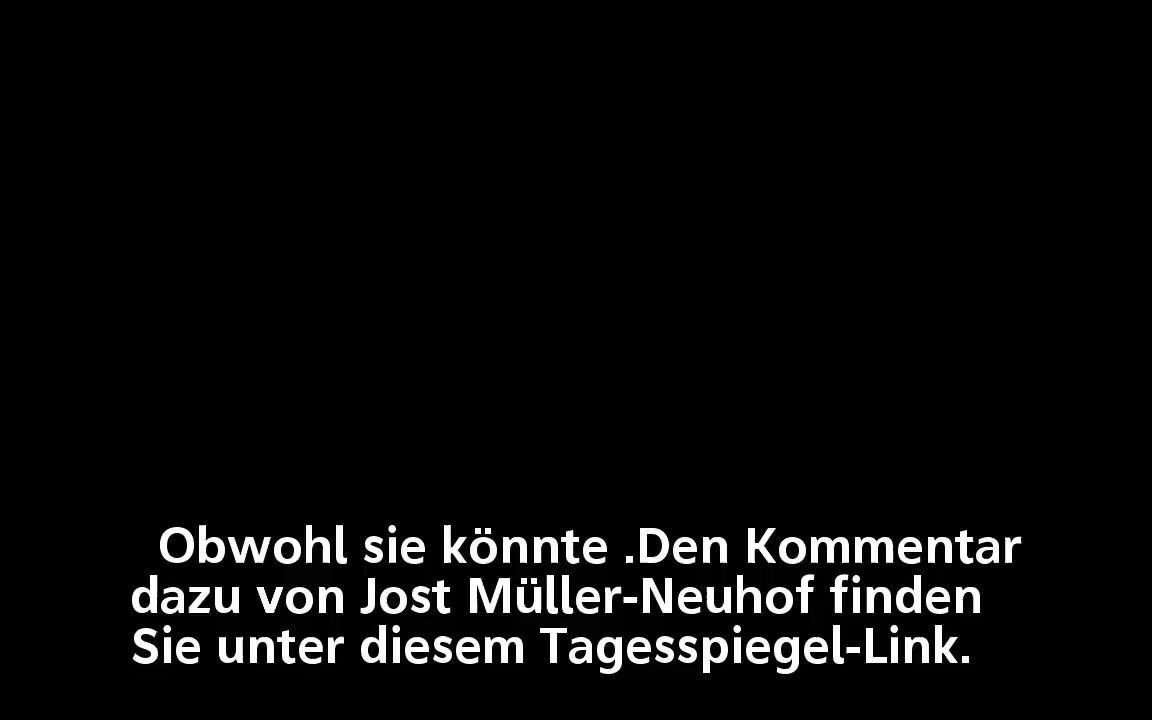 Obwohl sie könnte .Den Kommentar
dazu von Jost Müller-Neuhof finden
Sie unter diesem Tagesspiegel-Link.